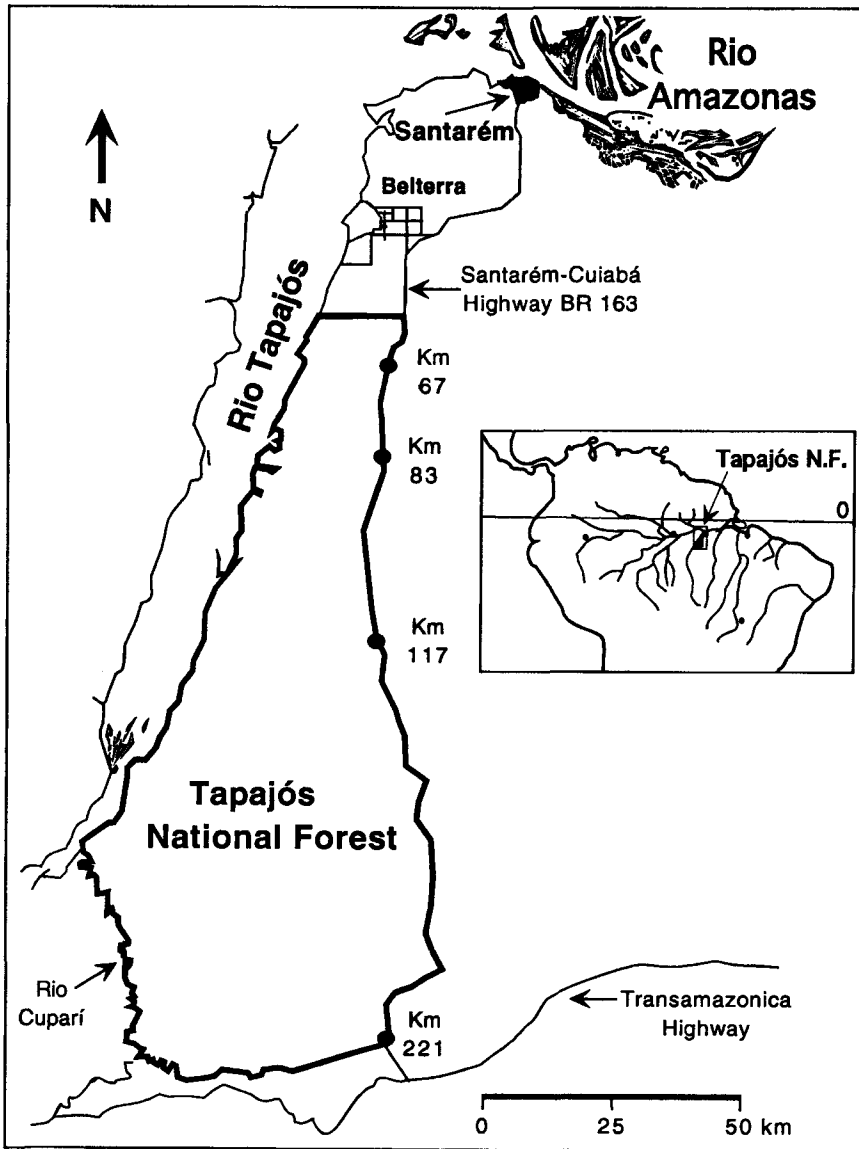 Rio
Amazonas
Santarém
N
Belterra
Santarém-Cuiabá
Highway BR 163
Rio Tapajós
Km
67
Km
83
Tapajós N.F.
0
Km
117
Tapajós
National Forest
Rio
Cuparí
Km
221
Transamazonica
Highway
0 25 50 km